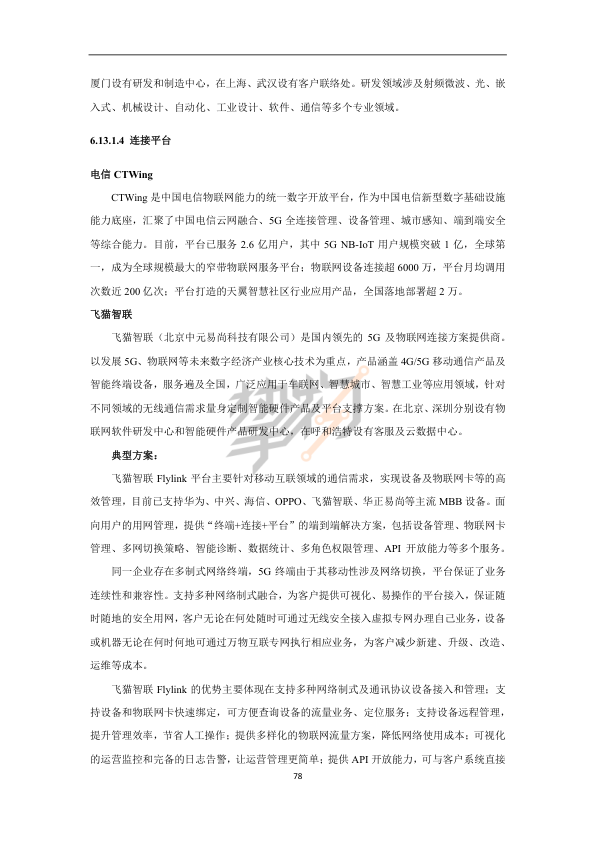 厦门设有研发和制造中心，在上海、武汉设有客户联络处。研发领域涉及射频微波、光、嵌
入式、机械设计、自动化、工业设计、软件、通信等多个专业领域。
6.13.1.4 连接平台
电信 CTWing
CTWing 是中国电信物联网能力的统一数字开放平台，作为中国电信新型数字基础设施
能力底座，汇聚了中国电信云网融合、5G 全连接管理、设备管理、城市感知、端到端安全
等综合能力。目前，平台已服务 2.6 亿用户，其中 5G NB-IoT 用户规模突破 1 亿，全球第
一，成为全球规模最大的窄带物联网服务平台；物联网设备连接超 6000 万，平台月均调用
次数近 200 亿次；平台打造的天翼智慧社区行业应用产品，全国落地部署超 2 万。
飞猫智联
飞猫智联（北京中元易尚科技有限公司）是国内领先的 5G 及物联网连接方案提供商。
以发展 5G、物联网等未来数字经济产业核心技术为重点，产品涵盖 4G/5G 移动通信产品及
智能终端设备，服务遍及全国，广泛应用于车联网、智慧城市、智慧工业等应用领域，针对
不同领域的无线通信需求量身定制智能硬件产品及平台支撑方案。在北京、深圳分别设有物
联网软件研发中心和智能硬件产品研发中心，在呼和浩特设有客服及云数据中心。
典型方案：
飞猫智联 Flylink 平台主要针对移动互联领域的通信需求，实现设备及物联网卡等的高
效管理，目前已支持华为、中兴、海信、OPPO、飞猫智联、华正易尚等主流 MBB 设备。面
向用户的用网管理，提供“终端+连接+平台”的端到端解决方案，包括设备管理、物联网卡
管理、多网切换策略、智能诊断、数据统计、多角色权限管理、API 开放能力等多个服务。
同一企业存在多制式网络终端，5G 终端由于其移动性涉及网络切换，平台保证了业务
连续性和兼容性。支持多种网络制式融合，为客户提供可视化、易操作的平台接入，保证随
时随地的安全用网，客户无论在何处随时可通过无线安全接入虚拟专网办理自己业务，设备
或机器无论在何时何地可通过万物互联专网执行相应业务，为客户减少新建、升级、改造、
运维等成本。
飞猫智联 Flylink 的优势主要体现在支持多种网络制式及通讯协议设备接入和管理；支
持设备和物联网卡快速绑定，可方便查询设备的流量业务、定位服务；支持设备远程管理，
提升管理效率，节省人工操作；提供多样化的物联网流量方案，降低网络使用成本；可视化
的运营监控和完备的日志告警，让运营管理更简单；提供 API 开放能力，可与客户系统直接
78